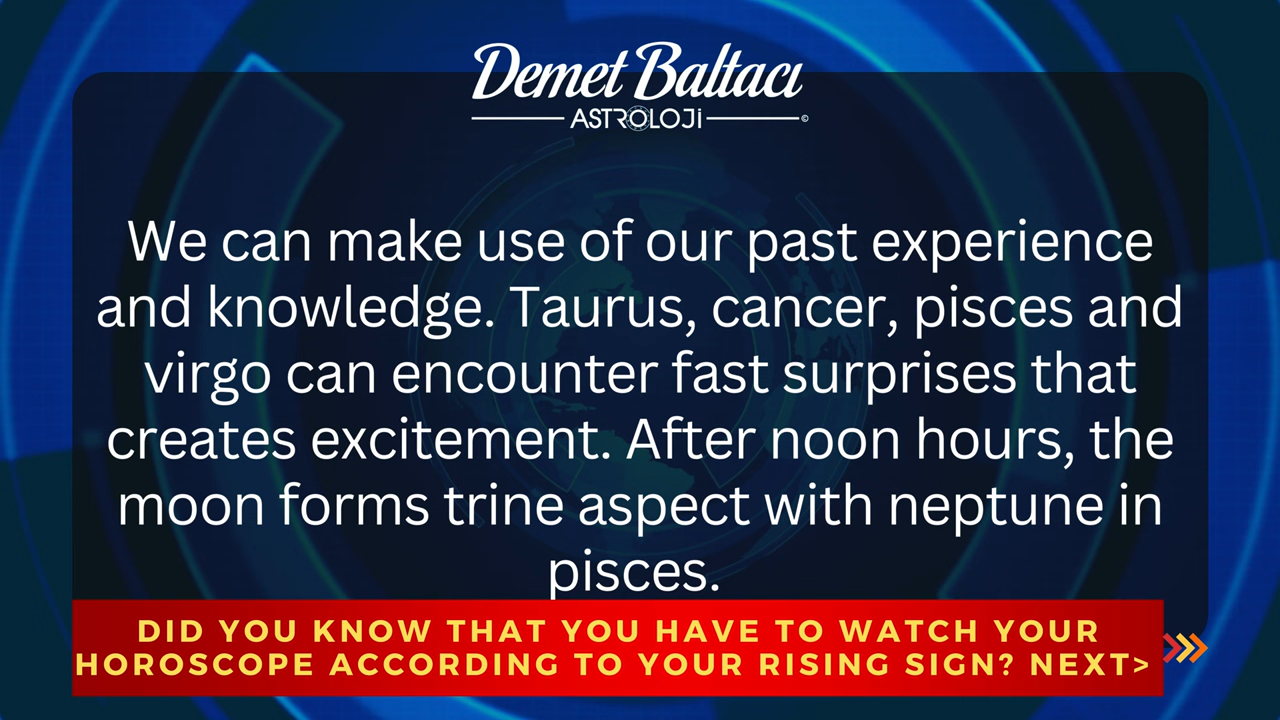 Demet Baltacı
ASTROLOJi
©
We can make use of our past experience
and knowledge. Taurus, cancer, pisces and
virgo can encounter fast surprises that
creates excitement. After noon hours, the
moon forms trine aspect with neptune in
pisces.
DID YOU KNOW THAT YOU HAVE TO WATCH YOUR
HOROSCOPE ACCORDING TO YOUR RISING SIGN? NEXT>